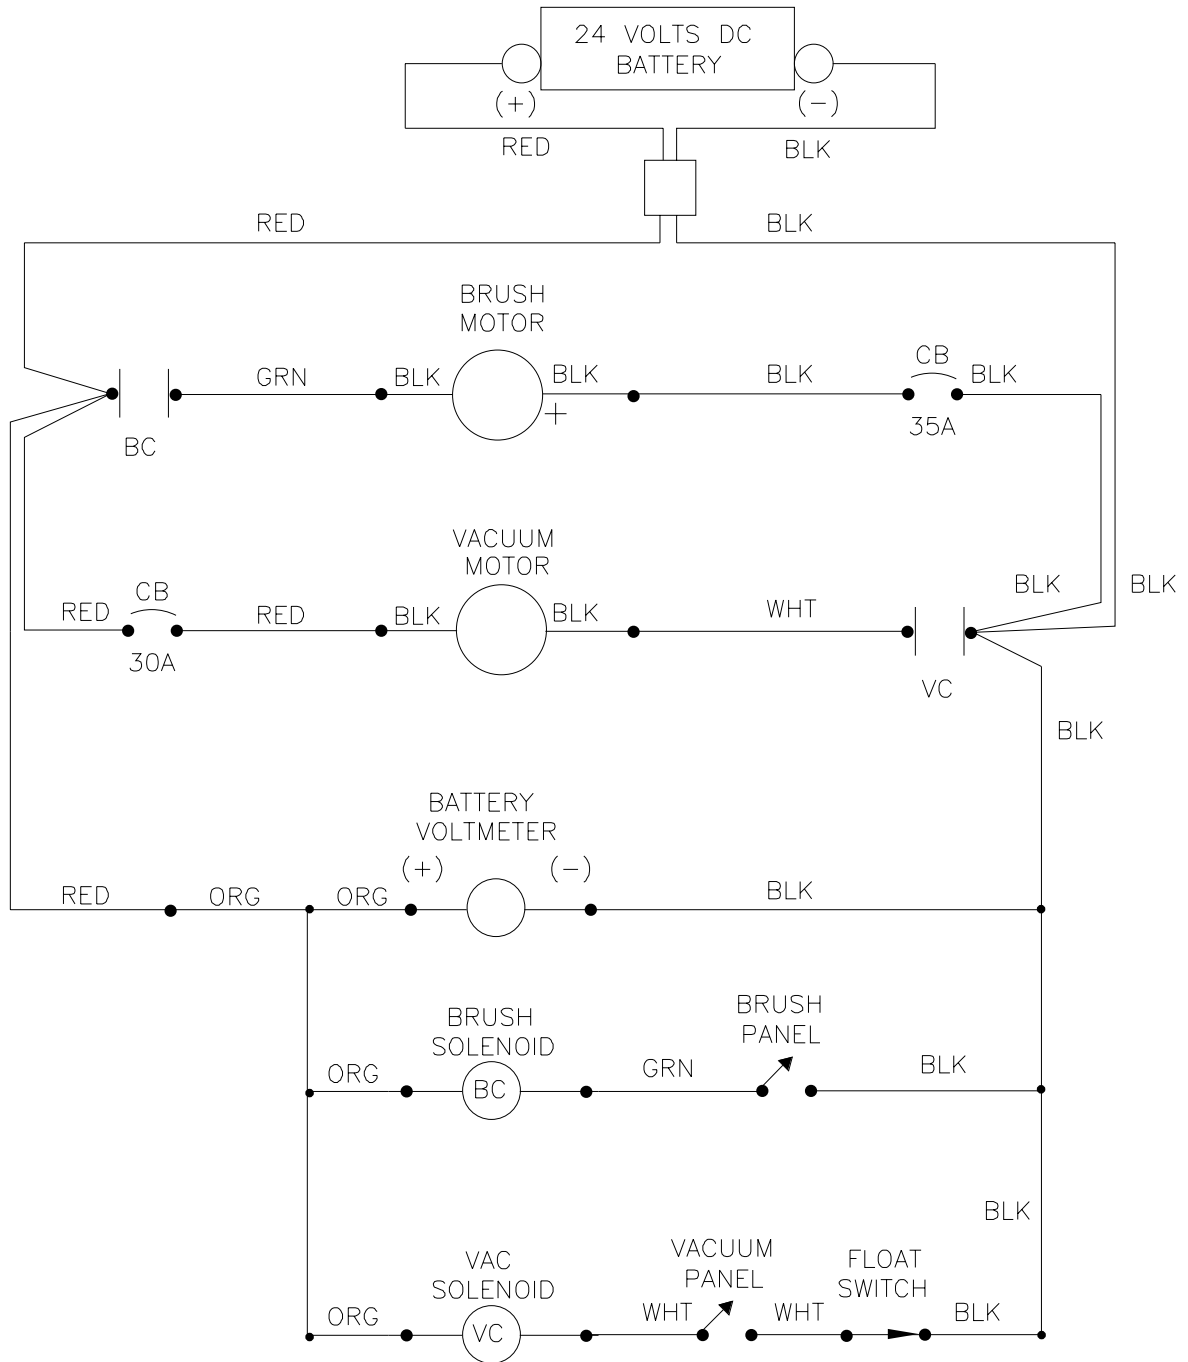 24 VOLTS DC
BATTERY
(+)
(-)
RED
BLK
RED
BLK
BRUSH
MOTOR
CB
GRN
BLK
BLK
BLK
BLK
+
35A
BC
VACUUM
MOTOR
CB
BLK
BLK
RED
RED
BLK
BLK
WHT
30A
VC
BLK
BATTERY
VOLTMETER
(+)
(-)
RED
ORG
ORG
BLK
BRUSH
SOLENOID
BRUSH
PANEL
ORG
BC
GRN
BLK
BLK
VAC
SOLENOID
VACUUM
PANEL
FLOAT
SWITCH
ORG
VC
WHT
WHT
BLK